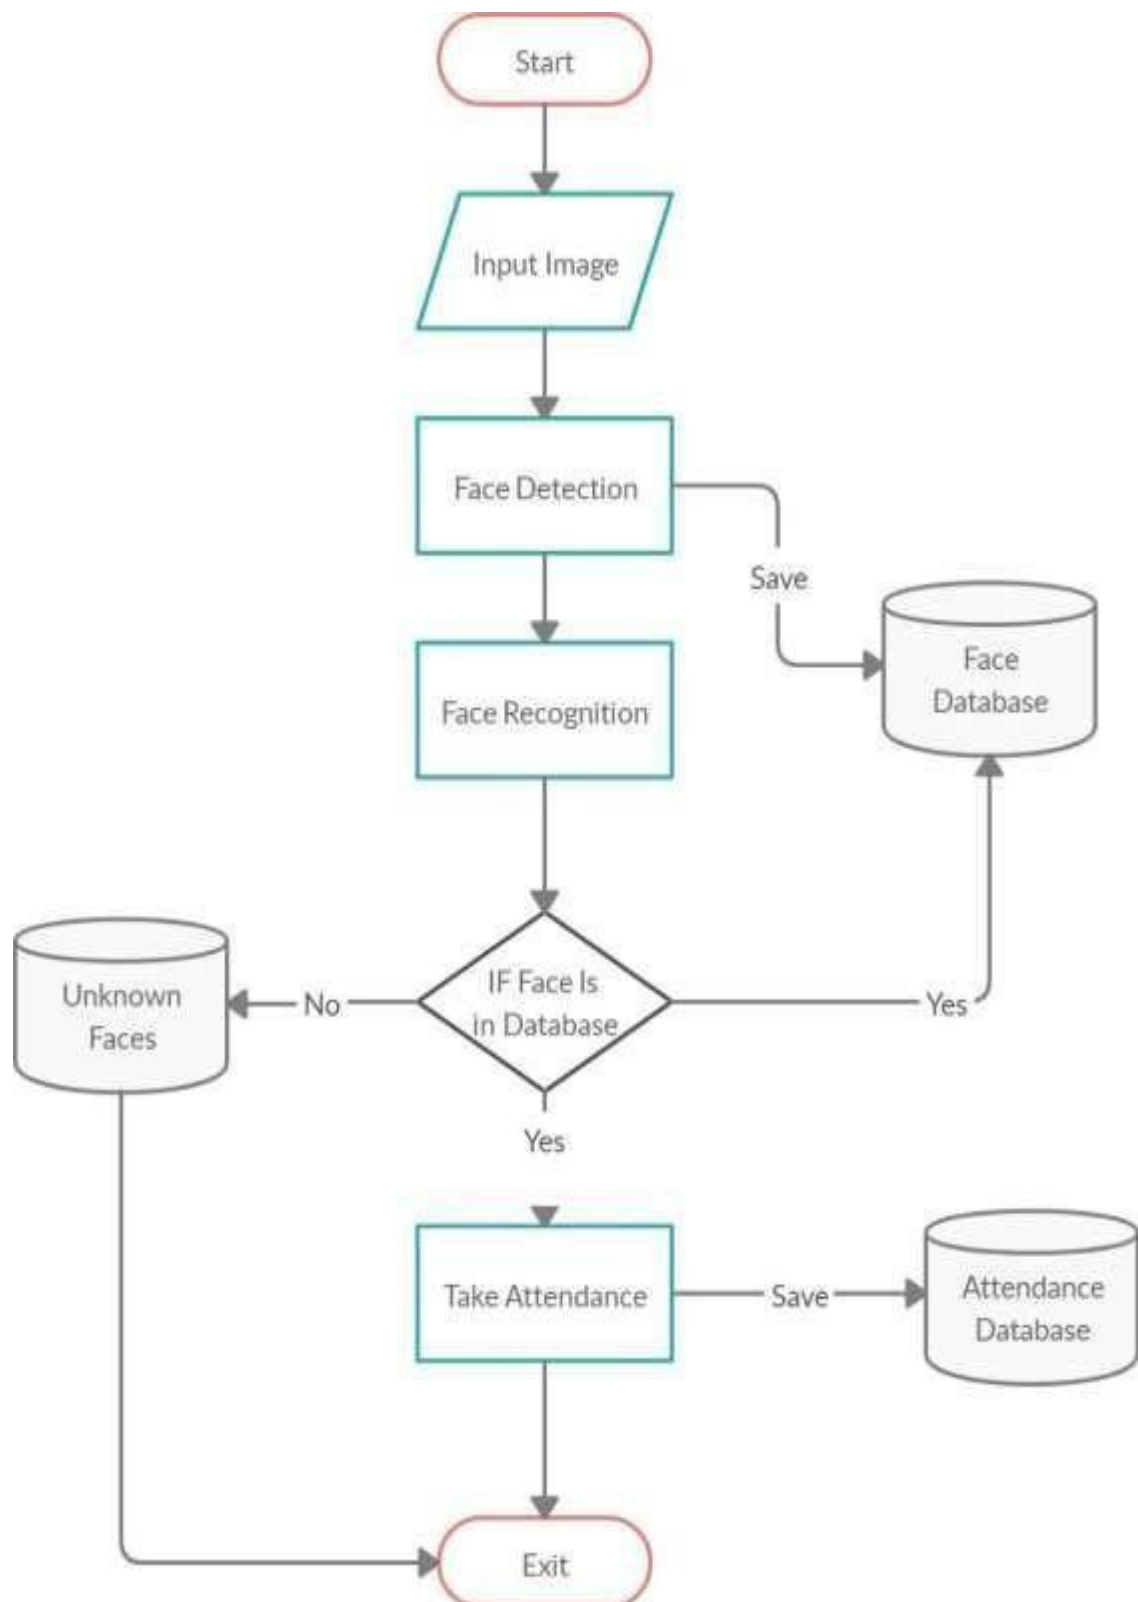 Start
Input Image
Face Detection
Save
Face
Database
Face Recognition
IF Face Is
in Database
No
Unknown
Faces
Yes
Yes
Take Attendance
Save
Attendance
Database
Exit